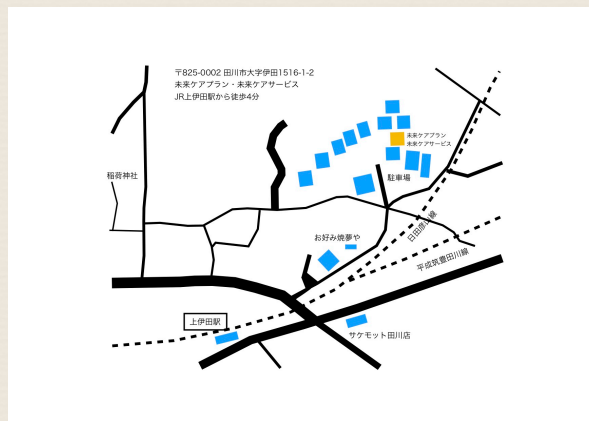 〒825-0002 田川市大字伊田1516-1-2
未来ケアプラン・未来ケアサービス
JR上伊田駅から徒歩4分
未来ケアプラン
未来ケアサービス
稲荷神社
駐車場
お好み焼夢や
日田彦山線
平成筑豊田川線
上伊田駅
サケモット田川店